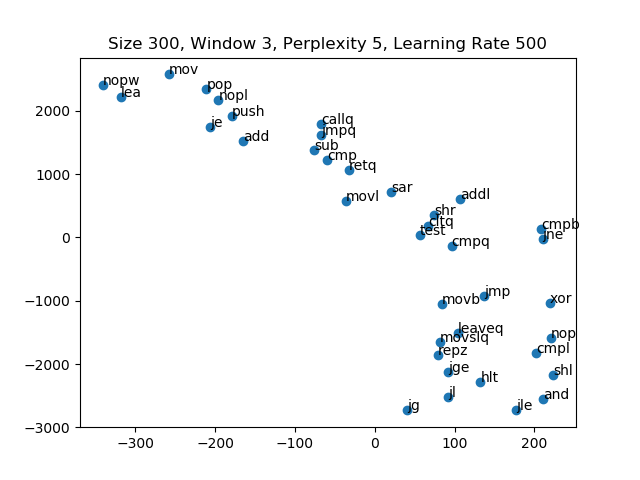 Size 300, Window 3, Perplexity 5, Learning Rate 500
mov
nopw
pop
lea
nopl
2000
push
callq
je
jmpq
add
sub
cmp
retq
1000
sar
movl
addl
shr
cltq
cmpb
0
test
jne
cmpq
−1000
movb
jmp
xor
leaveq
movslq
nop
repz
cmpl
−2000
jge
hlt
shl
jl
and
jg
jle
−3000
−300
−200
−100
0
100
200